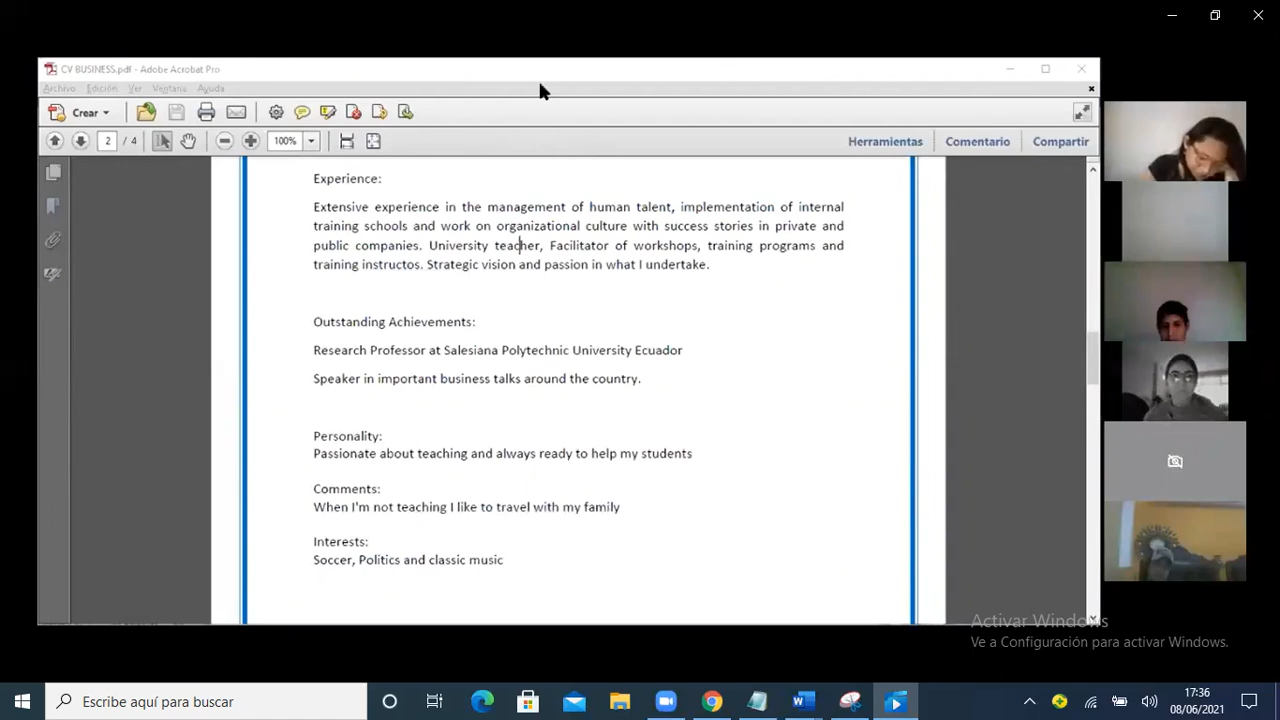 CV BUSINESS.pdf - Adobe Acrobat Pro
Archivo Edición Ver Ventana Ayuda
Crear
2 / 4 100% Herramientas Comentario Compartir
Experience:
Extensive experience in the management of human talent, implementation of internal
training schools and work on organizational culture with success stories in private and
public companies. University teacher, Facilitator of workshops, training programs and
training instructos. Strategic vision and passion in what I undertake.
Outstanding Achievements:
Research Professor at Salesiana Polytechnic University Ecuador
Speaker in important business talks around the country.
Personality:
Passionate about teaching and always ready to help my students
Comments:
When I'm not teaching I like to travel with my family
Interests:
Soccer, Politics and classic music
Activar Windows
Ve a Configuración para activar Windows.
Escribe aquí para buscar
17:36
08/06/2021